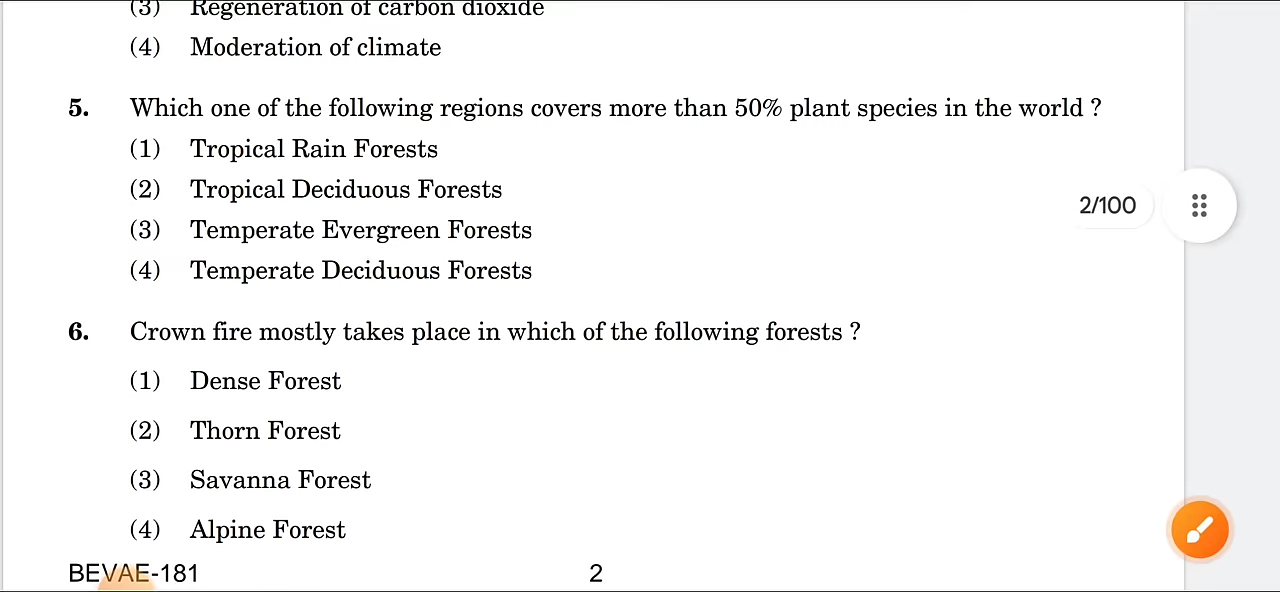 (3) Regeneration of carbon dioxide
(4) Moderation of climate
5. Which one of the following regions covers more than 50% plant species in the world ?
(1) Tropical Rain Forests
(2) Tropical Deciduous Forests
2/100
(3) Temperate Evergreen Forests
(4) Temperate Deciduous Forests
6. Crown fire mostly takes place in which of the following forests ?
(1) Dense Forest
(2) Thorn Forest
(3) Savanna Forest
(4) Alpine Forest
BEVAE-181 2